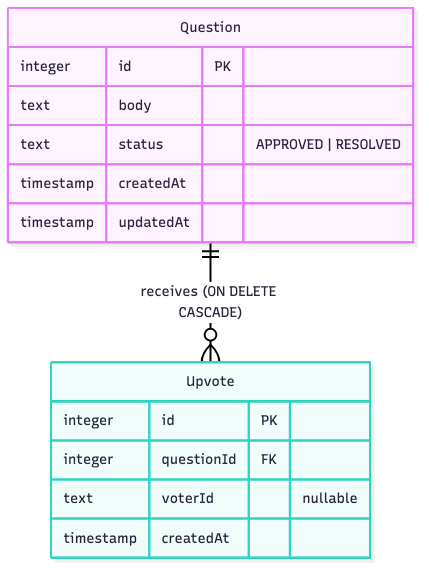 Question
integer id PK
text body
text status APPROVED | RESOLVED
timestamp createdAt
timestamp updatedAt
receives (ON DELETE
CASCADE)
Upvote
integer id PK
integer questionId FK
text voterId nullable
timestamp createdAt